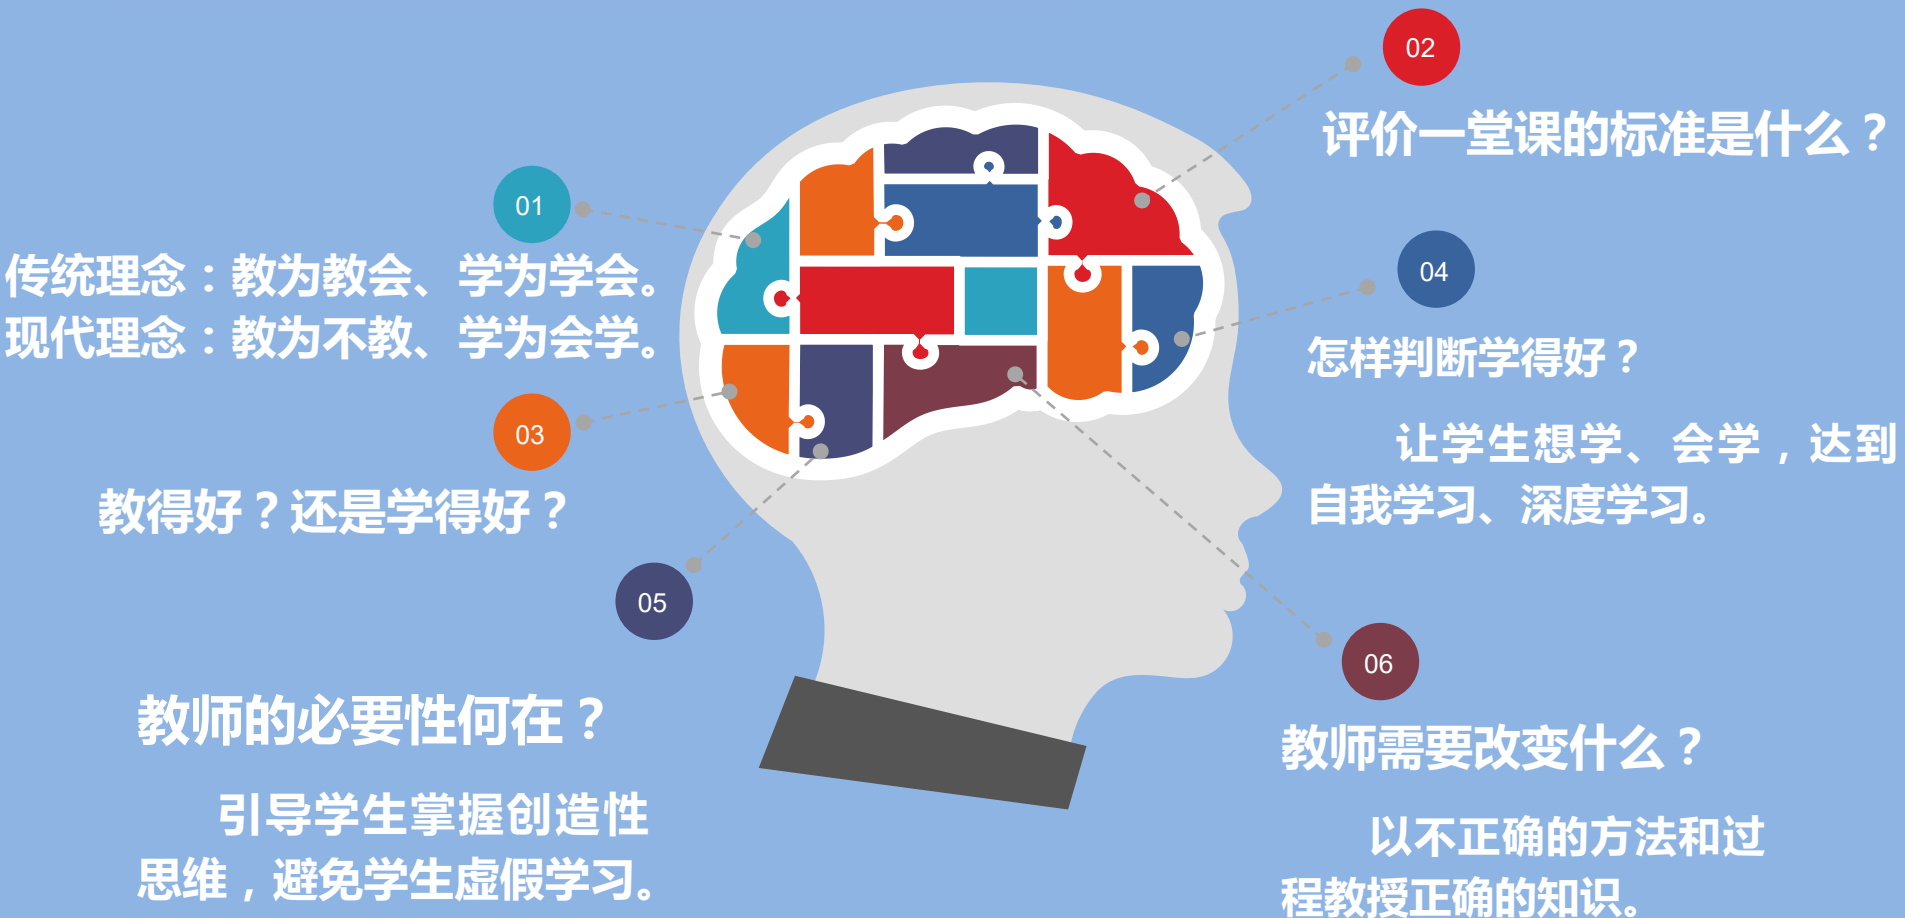 01
传统理念：教为教会、学为学会。
现代理念：教为不教、学为会学。
02
评价一堂课的标准是什么？
03
教得好？还是学得好？
04
怎样判断学得好？
让学生想学、会学，达到
自我学习、深度学习。
05
教师的必要性何在？
引导学生掌握创造性
思维，避免学生虚假学习。
06
教师需要改变什么？
以不正确的方法和过
程教授正确的知识。